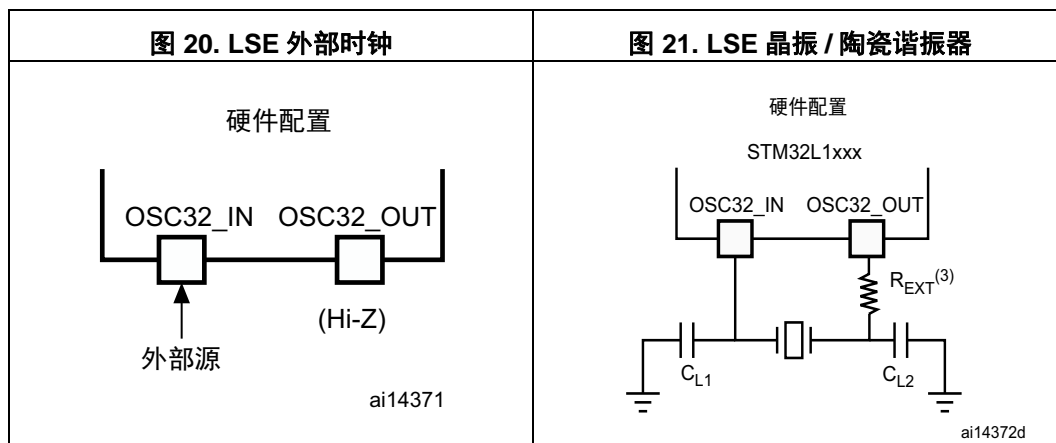 图 20. LSE 外部时钟
硬件配置
OSC32_IN OSC32_OUT
(Hi-Z)
外部源
ai14371
图 21. LSE 晶振 / 陶瓷谐振器
硬件配置
STM32L1xxx
OSC32_IN OSC32_OUT
REXT(3)
CL1
CL2
ai14372d